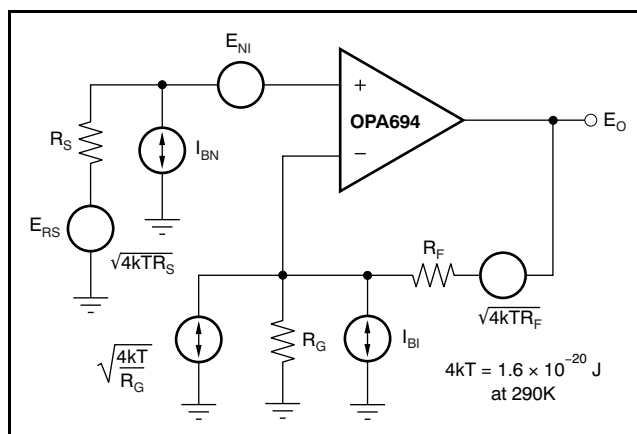 E_NI
+
OPA694
−
E_O
R_S
I_BN
E_RS
√4kTR_S
R_F
√4kTR_F
√4kT/R_G
R_G
I_BI
4kT = 1.6 × 10⁻²⁰ J
at 290K